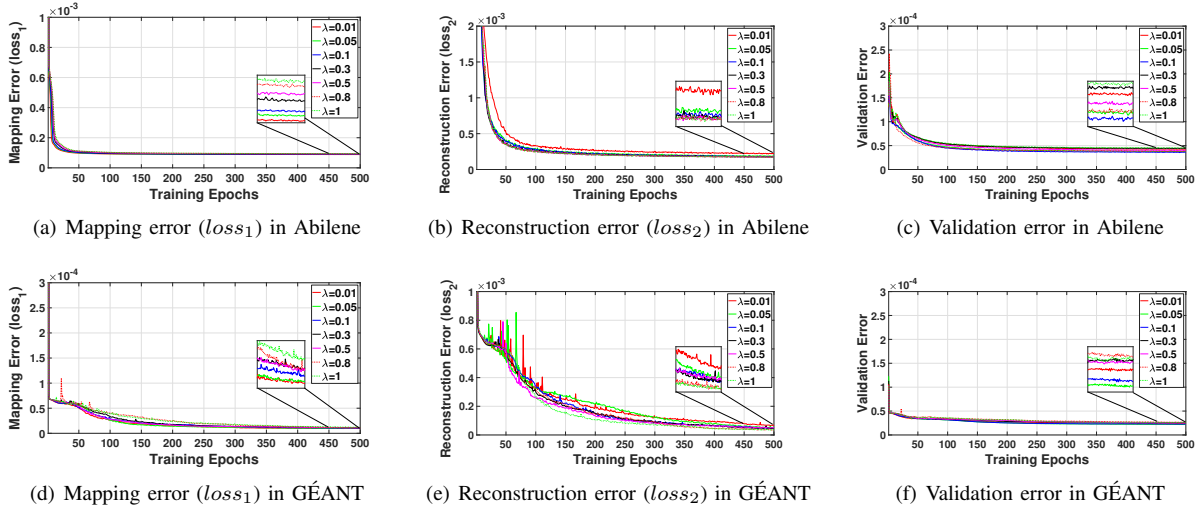 ×10⁻³
1
0.8
0.6
0.4
0.2
0
Mapping Error (loss₁)
50 100 150 200 250 300 350 400 450 500
Training Epochs
λ=0.01
λ=0.05
λ=0.1
λ=0.3
λ=0.5
λ=0.8
λ=1
(a) Mapping error (loss₁) in Abilene
×10⁻³
2
1.5
1
0.5
0
Reconstruction Error (loss₂)
50 100 150 200 250 300 350 400 450 500
Training Epochs
λ=0.01
λ=0.05
λ=0.1
λ=0.3
λ=0.5
λ=0.8
λ=1
(b) Reconstruction error (loss₂) in Abilene
×10⁻⁴
3
2.5
2
1.5
1
0.5
0
Validation Error
50 100 150 200 250 300 350 400 450 500
Training Epochs
λ=0.01
λ=0.05
λ=0.1
λ=0.3
λ=0.5
λ=0.8
λ=1
(c) Validation error in Abilene
×10⁻⁴
3
2.5
2
1.5
1
0.5
0
Mapping Error (loss₁)
50 100 150 200 250 300 350 400 450 500
Training Epochs
λ=0.01
λ=0.05
λ=0.1
λ=0.3
λ=0.5
λ=0.8
λ=1
(d) Mapping error (loss₁) in GÉANT
×10⁻³
1
0.8
0.6
0.4
0.2
0
Reconstruction Error (loss₂)
50 100 150 200 250 300 350 400 450 500
Training Epochs
λ=0.01
λ=0.05
λ=0.1
λ=0.3
λ=0.5
λ=0.8
λ=1
(e) Reconstruction error (loss₂) in GÉANT
×10⁻⁴
3
2.5
2
1.5
1
0.5
0
Validation Error
50 100 150 200 250 300 350 400 450 500
Training Epochs
λ=0.01
λ=0.05
λ=0.1
λ=0.3
λ=0.5
λ=0.8
λ=1
(f) Validation error in GÉANT